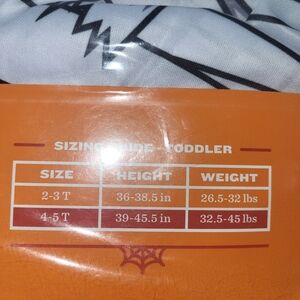 SIZING GUIDE - TODDLER
SIZE HEIGHT WEIGHT
2-3 T 36-38.5 in 26.5-32 lbs
4-5 T 39-45.5 in 32.5-45 lbs